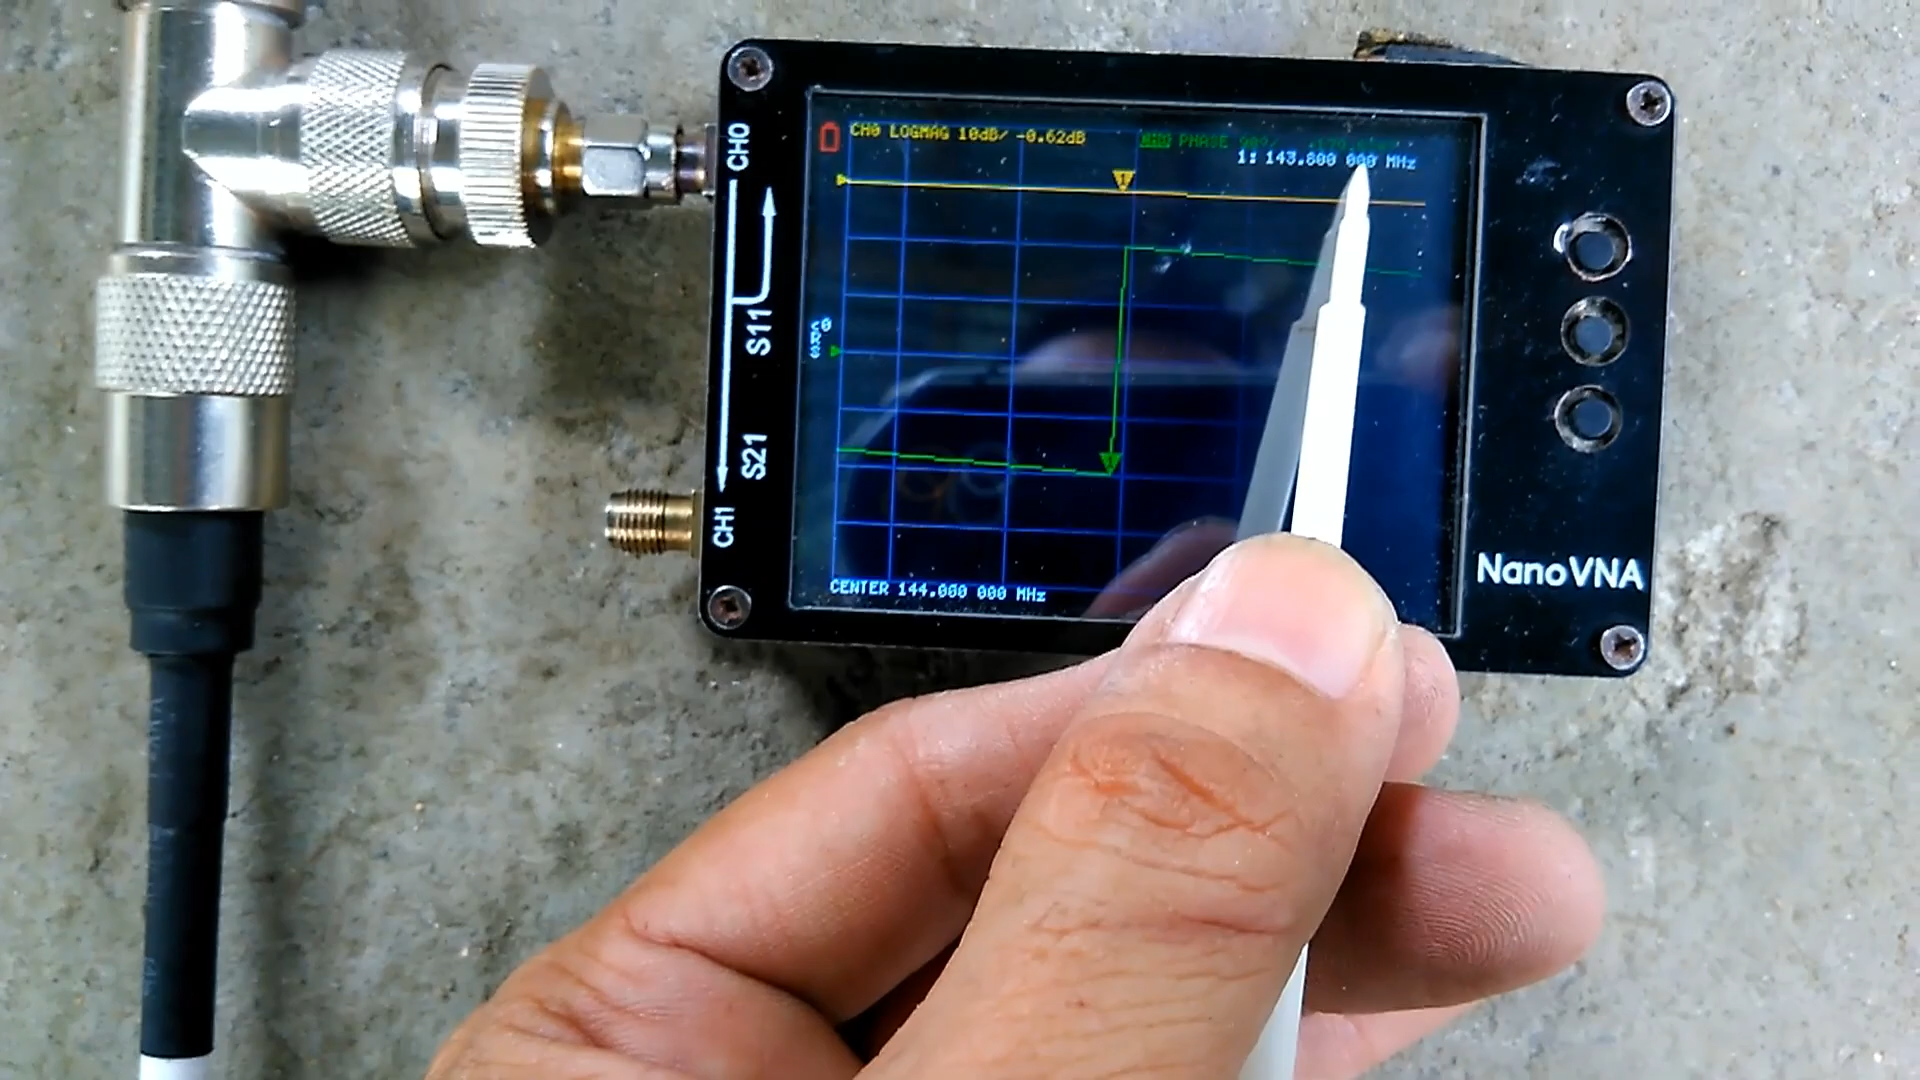 CH0 LOGMAG 10dB/ -0.62dB
PHASE
1: 143.800 000 MHz
CENTER 144.000 000 MHz
CH0
S11
S21
CH1
NanoVNA